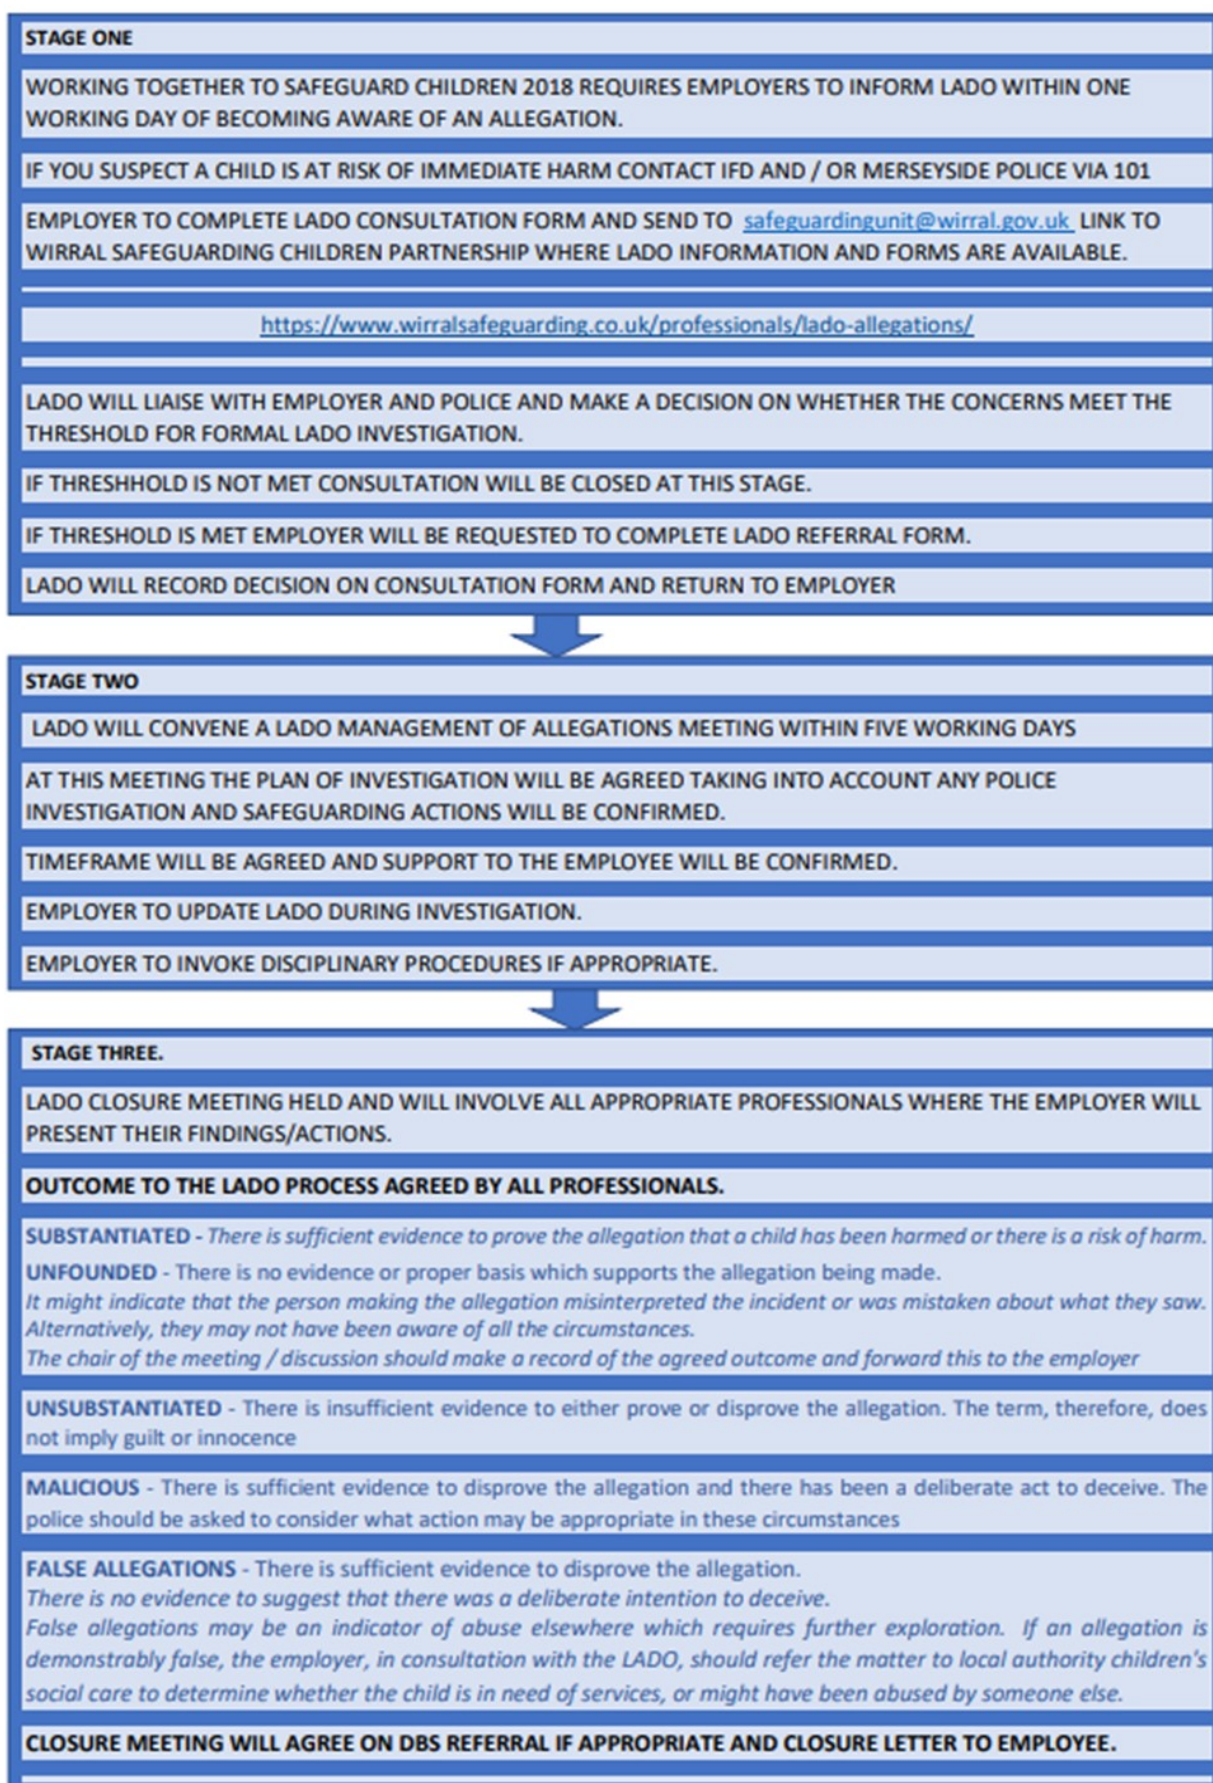 STAGE ONE
WORKING TOGETHER TO SAFEGUARD CHILDREN 2018 REQUIRES EMPLOYERS TO INFORM LADO WITHIN ONE
WORKING DAY OF BECOMING AWARE OF AN ALLEGATION.
IF YOU SUSPECT A CHILD IS AT RISK OF IMMEDIATE HARM CONTACT IFD AND / OR MERSEYSIDE POLICE VIA 101
EMPLOYER TO COMPLETE LADO CONSULTATION FORM AND SEND TO safeguardingunit@wirral.gov.uk LINK TO
WIRRAL SAFEGUARDING CHILDREN PARTNERSHIP WHERE LADO INFORMATION AND FORMS ARE AVAILABLE.
https://www.wirralsafeguarding.co.uk/professionals/lado-allegations/
LADO WILL LIAISE WITH EMPLOYER AND POLICE AND MAKE A DECISION ON WHETHER THE CONCERNS MEET THE
THRESHOLD FOR FORMAL LADO INVESTIGATION.
IF THRESHHOLD IS NOT MET CONSULTATION WILL BE CLOSED AT THIS STAGE.
IF THRESHOLD IS MET EMPLOYER WILL BE REQUESTED TO COMPLETE LADO REFERRAL FORM.
LADO WILL RECORD DECISION ON CONSULTATION FORM AND RETURN TO EMPLOYER
STAGE TWO
LADO WILL CONVENE A LADO MANAGEMENT OF ALLEGATIONS MEETING WITHIN FIVE WORKING DAYS
AT THIS MEETING THE PLAN OF INVESTIGATION WILL BE AGREED TAKING INTO ACCOUNT ANY POLICE
INVESTIGATION AND SAFEGUARDING ACTIONS WILL BE CONFIRMED.
TIMEFRAME WILL BE AGREED AND SUPPORT TO THE EMPLOYEE WILL BE CONFIRMED.
EMPLOYER TO UPDATE LADO DURING INVESTIGATION.
EMPLOYER TO INVOKE DISCIPLINARY PROCEDURES IF APPROPRIATE.
STAGE THREE.
LADO CLOSURE MEETING HELD AND WILL INVOLVE ALL APPROPRIATE PROFESSIONALS WHERE THE EMPLOYER WILL
PRESENT THEIR FINDINGS/ACTIONS.
OUTCOME TO THE LADO PROCESS AGREED BY ALL PROFESSIONALS.
SUBSTANTIATED - There is sufficient evidence to prove the allegation that a child has been harmed or there is a risk of harm.
UNFOUNDED - There is no evidence or proper basis which supports the allegation being made.
It might indicate that the person making the allegation misinterpreted the incident or was mistaken about what they saw.
Alternatively, they may not have been aware of all the circumstances.
The chair of the meeting / discussion should make a record of the agreed outcome and forward this to the employer
UNSUBSTANTIATED - There is insufficient evidence to either prove or disprove the allegation. The term, therefore, does
not imply guilt or innocence
MALICIOUS - There is sufficient evidence to disprove the allegation and there has been a deliberate act to deceive. The
police should be asked to consider what action may be appropriate in these circumstances
FALSE ALLEGATIONS - There is sufficient evidence to disprove the allegation.
There is no evidence to suggest that there was a deliberate intention to deceive.
False allegations may be an indicator of abuse elsewhere which requires further exploration. If an allegation is
demonstrably false, the employer, in consultation with the LADO, should refer the matter to local authority children's
social care to determine whether the child is in need of services, or might have been abused by someone else.
CLOSURE MEETING WILL AGREE ON DBS REFERRAL IF APPROPRIATE AND CLOSURE LETTER TO EMPLOYEE.